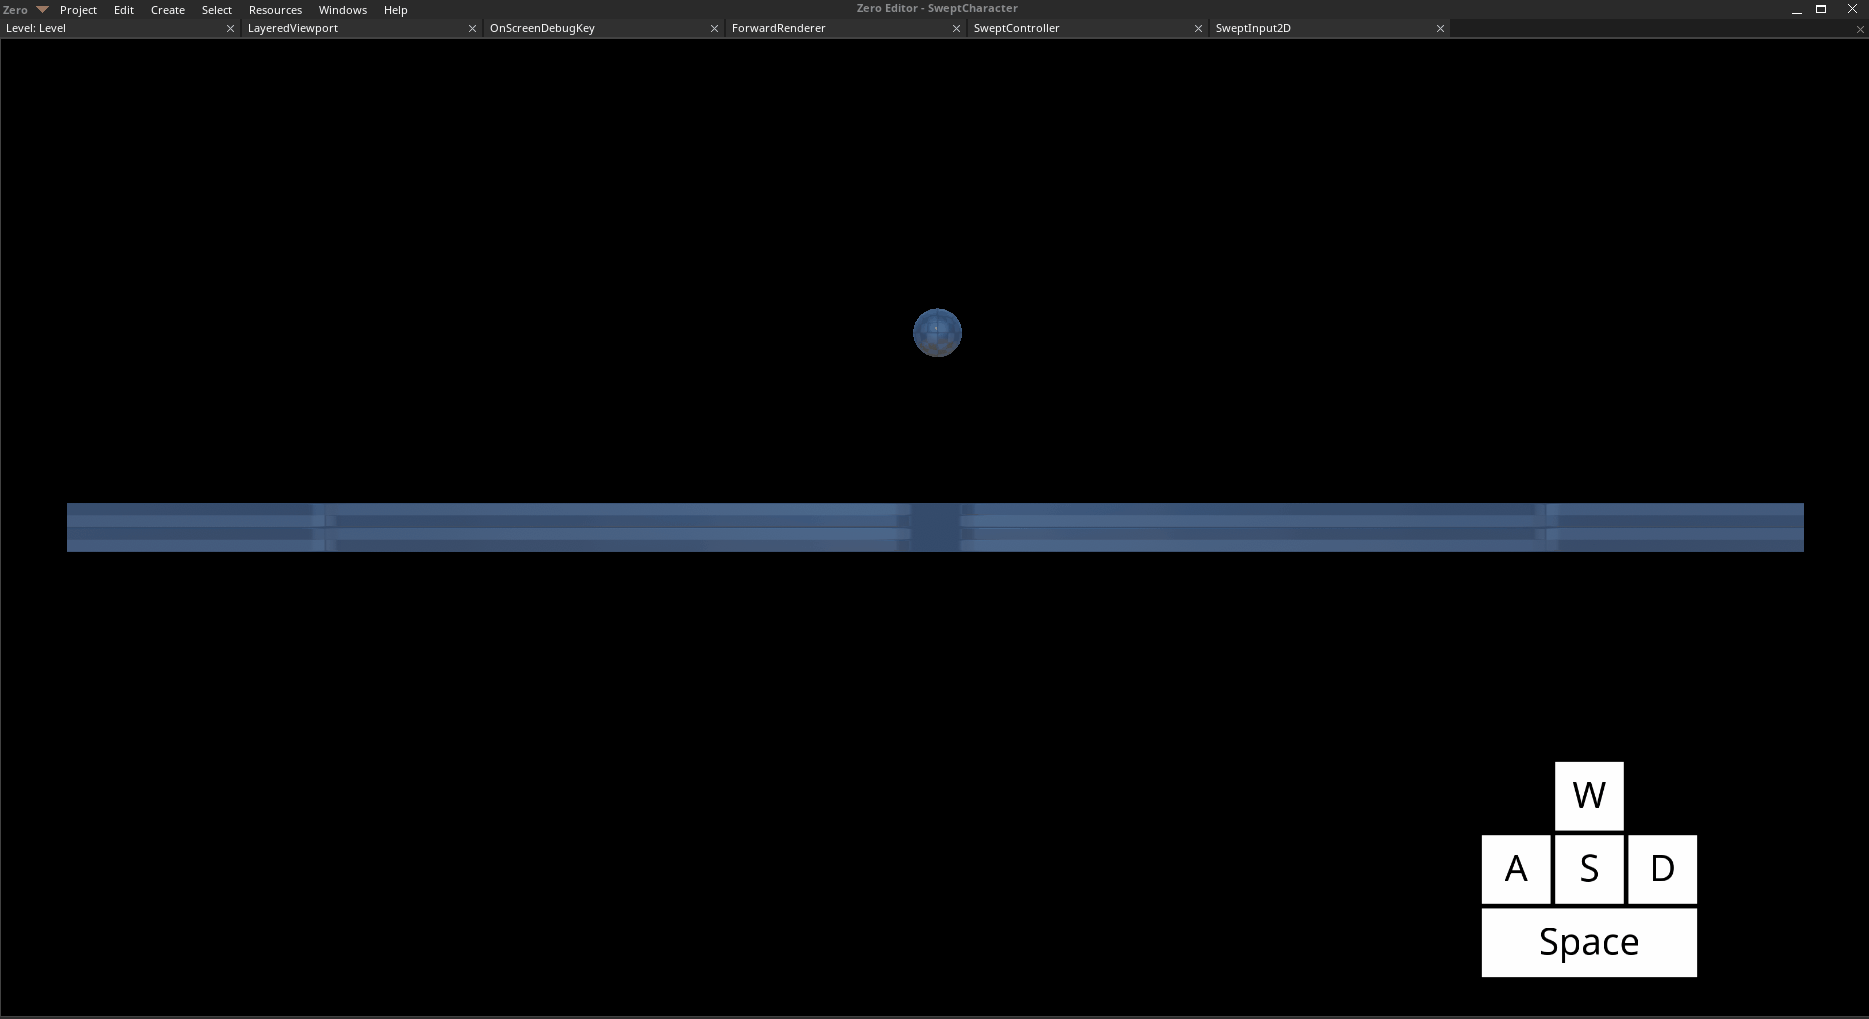 Zero Project Edit Create Select Resources Windows Help Zero Editor - SweptCharacter
Level: Level LayeredViewport OnScreenDebugKey ForwardRenderer SweptController SweptInput2D
W
A S D
Space